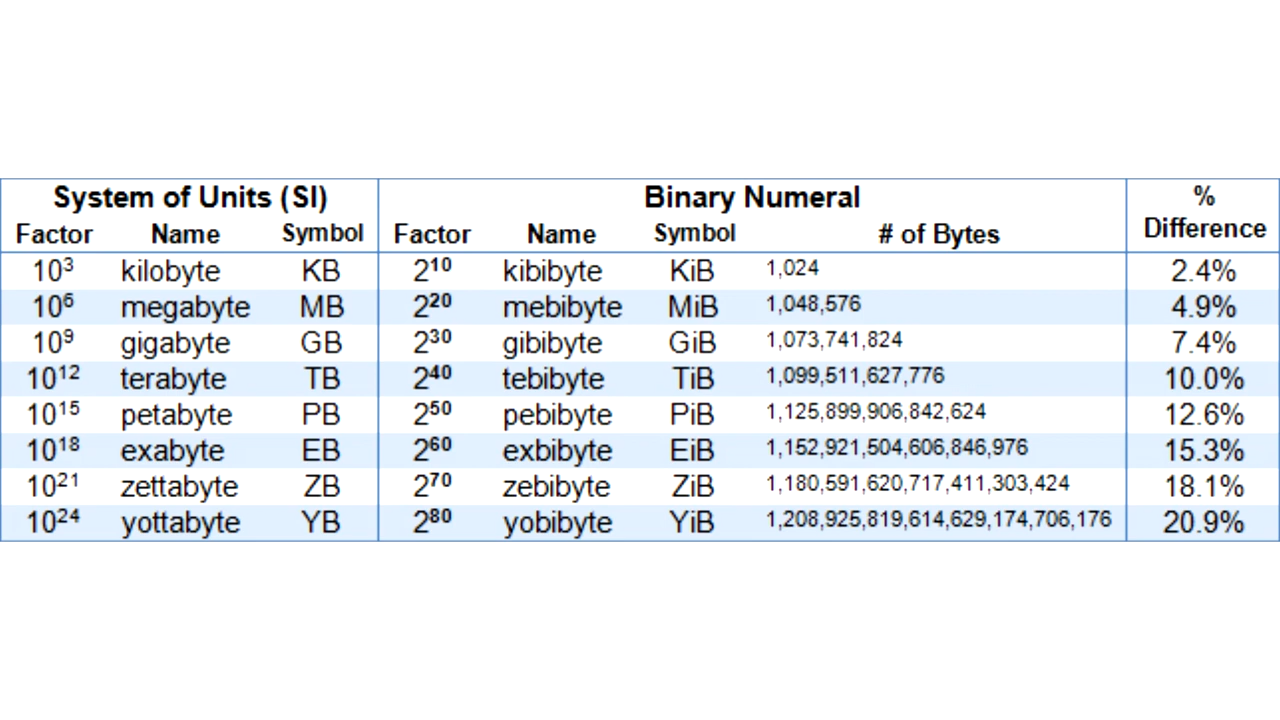 System of Units (SI) Binary Numeral %
Factor Name Symbol Factor Name Symbol # of Bytes Difference
10³ kilobyte KB 2¹⁰ kibibyte KiB 1,024 2.4%
10⁶ megabyte MB 2²⁰ mebibyte MiB 1,048,576 4.9%
10⁹ gigabyte GB 2³⁰ gibibyte GiB 1,073,741,824 7.4%
10¹² terabyte TB 2⁴⁰ tebibyte TiB 1,099,511,627,776 10.0%
10¹⁵ petabyte PB 2⁵⁰ pebibyte PiB 1,125,899,906,842,624 12.6%
10¹⁸ exabyte EB 2⁶⁰ exbibyte EiB 1,152,921,504,606,846,976 15.3%
10²¹ zettabyte ZB 2⁷⁰ zebibyte ZiB 1,180,591,620,717,411,303,424 18.1%
10²⁴ yottabyte YB 2⁸⁰ yobibyte YiB 1,208,925,819,614,629,174,706,176 20.9%